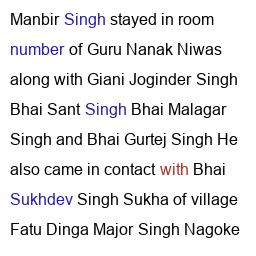 Manbir Singh stayed in room
number of Guru Nanak Niwas
along with Giani Joginder Singh
Bhai Sant Singh Bhai Malagar
Singh and Bhai Gurtej Singh He
also came in contact with Bhai
Sukhdev Singh Sukha of village
Fatu Dinga Major Singh Nagoke